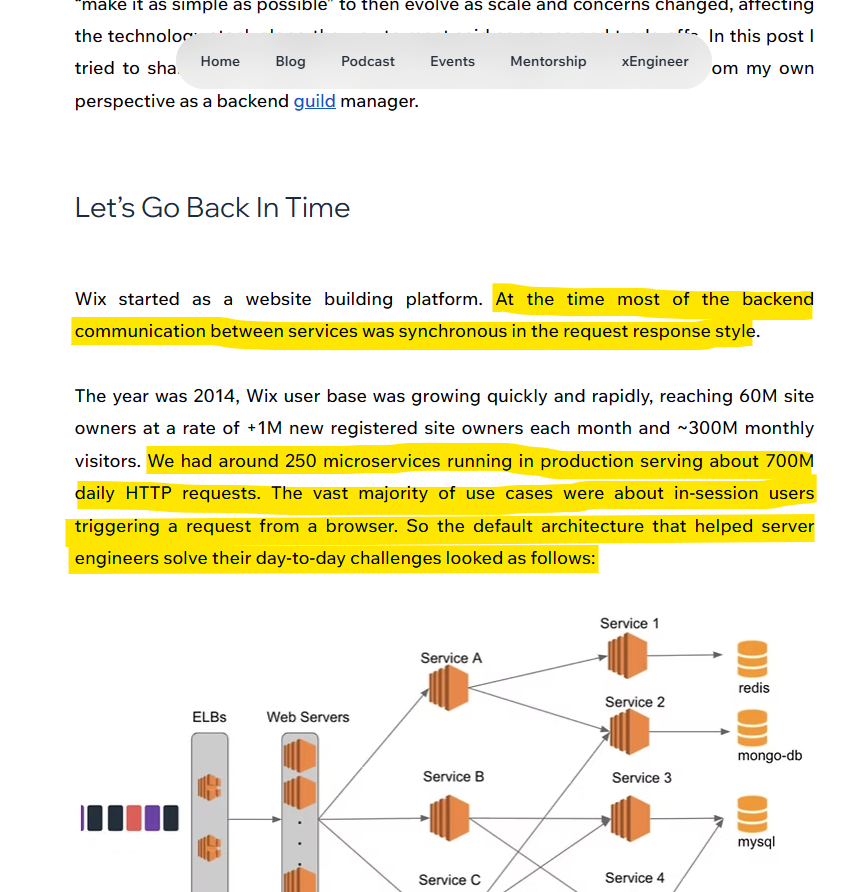 "make it as simple as possible" to then evolve as scale and concerns changed, affecting
the In this post I
tried to om my own
perspective as a backend guild manager.
Home Blog Podcast Events Mentorship xEngineer
Let's Go Back In Time
Wix started as a website building platform. At the time most of the backend
communication between services was synchronous in the request response style.
The year was 2014, Wix user base was growing quickly and rapidly, reaching 60M site
owners at a rate of +1M new registered site owners each month and ~300M monthly
visitors. We had around 250 microservices running in production serving about 700M
daily HTTP requests. The vast majority of use cases were about in-session users
triggering a request from a browser. So the default architecture that helped server
engineers solve their day-to-day challenges looked as follows:
Service 1
Service A
redis
Service 2
ELBs Web Servers
mongo-db
Service B Service 3
mysql
Service C Service 4